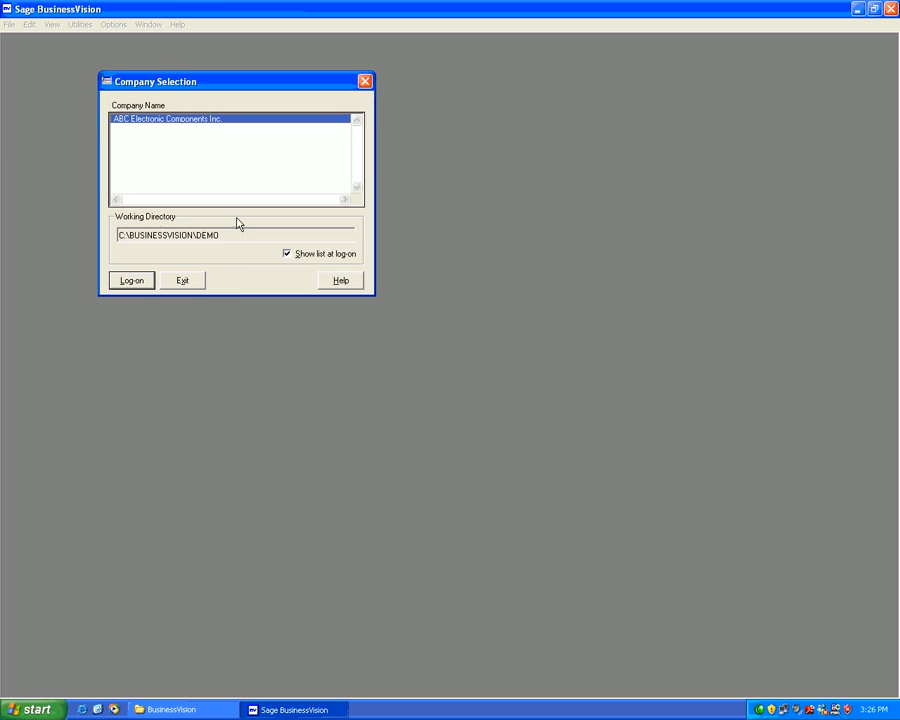 Sage BusinessVision
File Edit View Utilities Options Window Help
Company Selection
Company Name
ABC Electronic Components Inc.
Working Directory
C:\BUSINESSVISION\DEMO
Show list at log-on
Log-on Exit Help
start BusinessVision Sage BusinessVision 3:26 PM